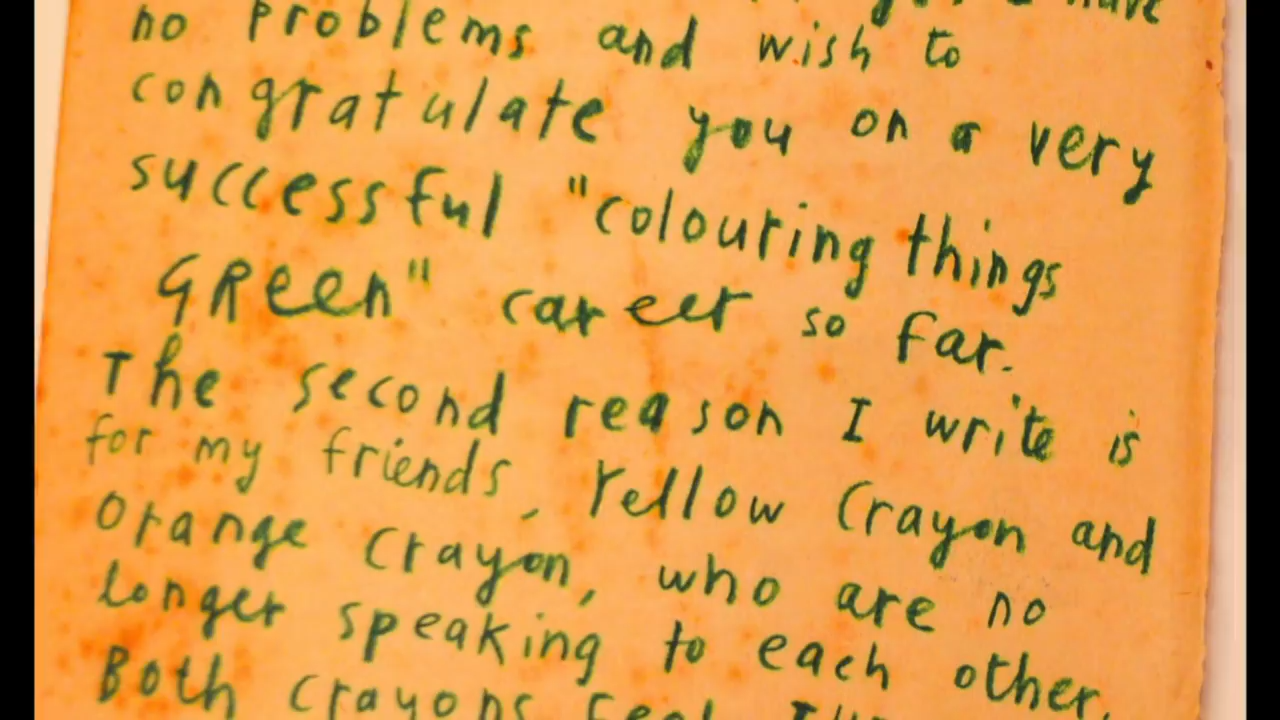 have
no problems and wish to
congratulate you on a very
successful "colouring things
GReen" career so far.
The second reason I write is
for my friends, Yellow Crayon and
Orange Crayon, who are no
longer speaking to each other.
Both crayons feel